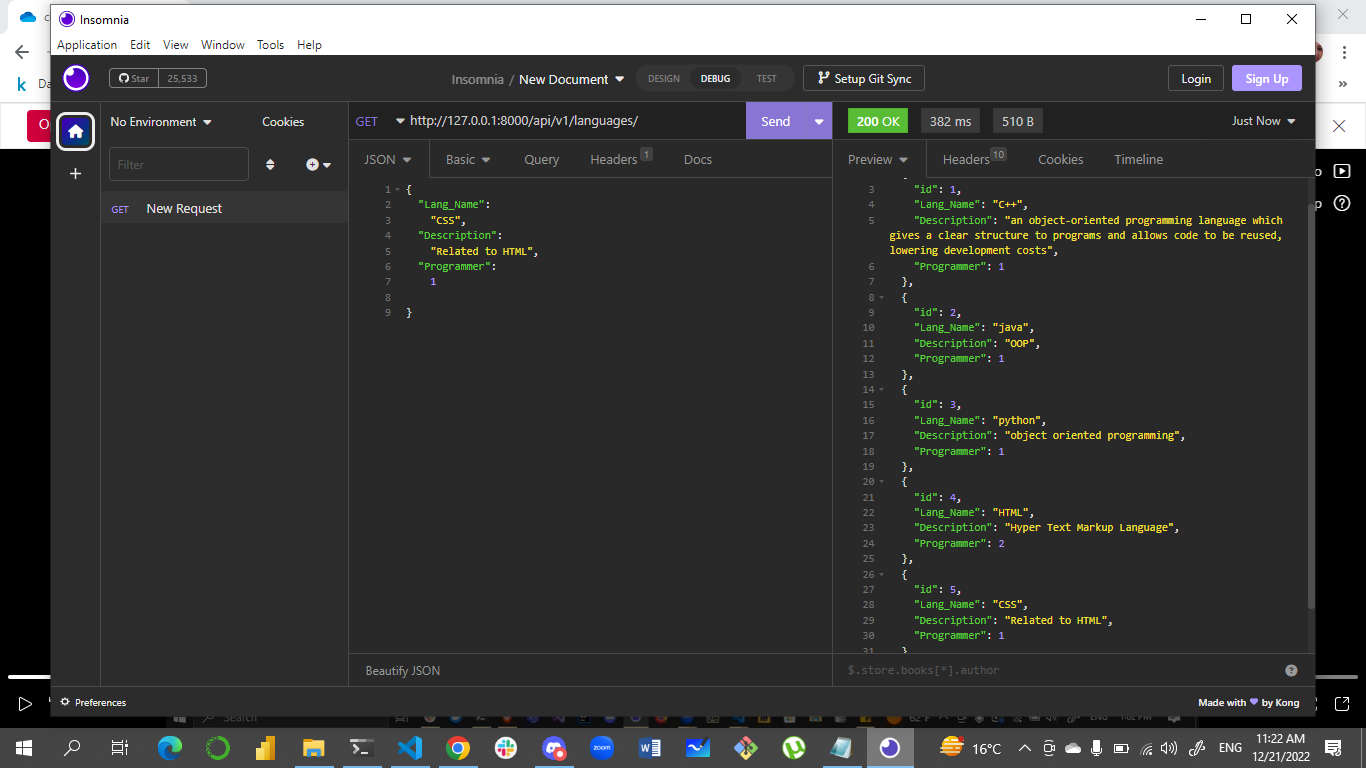 Insomnia
Application Edit View Window Tools Help
Star 25,533
Insomnia / New Document
DESIGN DEBUG TEST
Setup Git Sync
Login Sign Up
No Environment Cookies
GET http://127.0.0.1:8000/api/v1/languages/ Send
200 OK 382 ms 510 B Just Now
Filter
JSON Basic Query Headers 1 Docs
Preview Headers 10 Cookies Timeline
GET New Request
1 {
2 "Lang_Name":
3 "CSS",
4 "Description":
5 "Related to HTML",
6 "Programmer":
7 1
8
9 }
3 "id": 1,
4 "Lang_Name": "C++",
5 "Description": "an object-oriented programming language which
gives a clear structure to programs and allows code to be reused,
lowering development costs",
6 "Programmer": 1
7 },
8 {
9 "id": 2,
10 "Lang_Name": "java",
11 "Description": "OOP",
12 "Programmer": 1
13 },
14 {
15 "id": 3,
16 "Lang_Name": "python",
17 "Description": "object oriented programming",
18 "Programmer": 1
19 },
20 {
21 "id": 4,
22 "Lang_Name": "HTML",
23 "Description": "Hyper Text Markup Language",
24 "Programmer": 2
25 },
26 {
27 "id": 5,
28 "Lang_Name": "CSS",
29 "Description": "Related to HTML",
30 "Programmer": 1
31 }
Beautify JSON
$.store.books[*].author
Preferences
Made with by Kong
Search
zoom
16°C
ENG
11:22 AM
12/21/2022